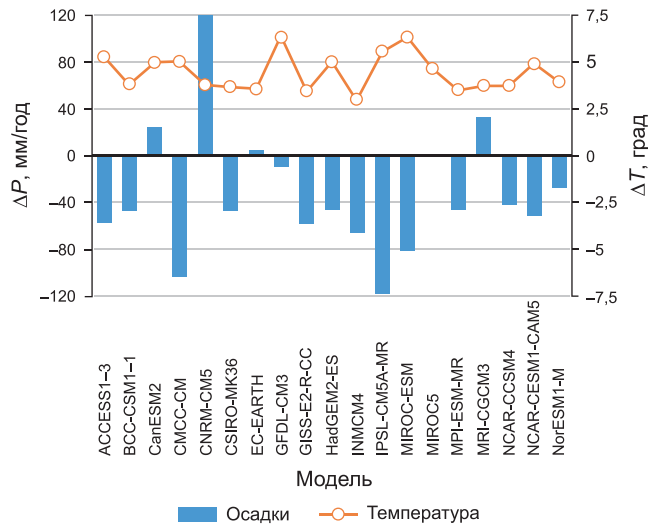 120
80
40
0
–40
–80
–120
ΔP, мм/год
7,5
5
2,5
0
–2,5
–5
–7,5
ΔT, град
ACCESS1–3
BCC-CSM1–1
CanESM2
CMCC-CM
CNRM-CM5
CSIRO-MK36
EC-EARTH
GFDL-CM3
GISS-E2-R-CC
HadGEM2-ES
INMCM4
IPSL-CM5A-MR
MIROC-ESM
MIROC5
MPI-ESM-MR
MRI-CGCM3
NCAR-CCSM4
NCAR-CESM1-CAM5
NorESM1-M
Модель
Осадки
Температура